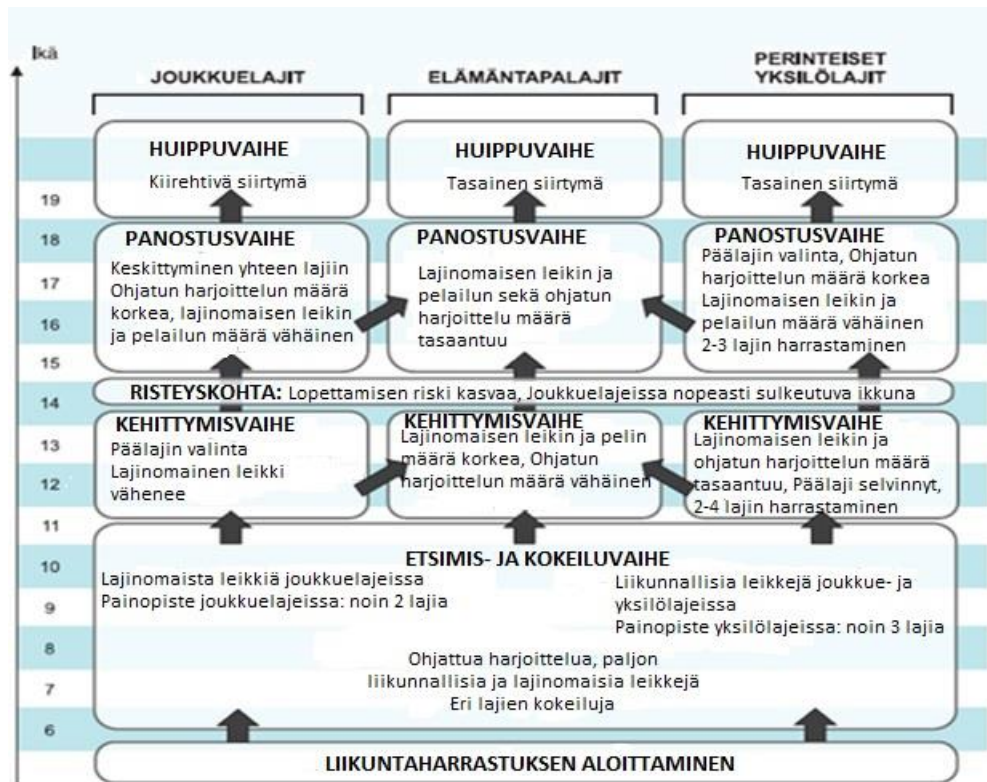 Ikä
JOUKKUELAJIT
ELÄMÄNTAPALAJIT
PERINTEISET
YKSILÖLAJIT
HUIPPUVAIHE
Kiirehtivä siirtymä
HUIPPUVAIHE
Tasainen siirtymä
HUIPPUVAIHE
Tasainen siirtymä
19
18
17
16
15
PANOSTUSVAIHE
Keskittyminen yhteen lajiin
Ohjatun harjoittelun määrä
korkea, lajinomaisen leikin
ja pelailun määrä vähäinen
PANOSTUSVAIHE
Lajinomaisen leikin ja
pelailun sekä ohjatun
harjoittelu määrä
tasaantuu
PANOSTUSVAIHE
Päälajin valinta, Ohjatun
harjoittelun määrä korkea
Lajinomaisen leikin ja
pelailun määrä vähäinen
2-3 lajin harrastaminen
RISTEYSKOHTA: Lopettamisen riski kasvaa, Joukkuelajeissa nopeasti sulkeutuva ikkuna
14
13
12
11
KEHITTYMISVAIHE
Päälajin valinta
Lajinomainen leikki
vähenee
KEHITTYMISVAIHE
Lajinomaisen leikin ja pelin
määrä korkea, Ohjatun
harjoittelun määrä vähäinen
KEHITTYMISVAIHE
Lajinomaisen leikin ja
ohjatun harjoittelun määrä
tasaantuu, Päälaji selvinnyt,
2-4 lajin harrastaminen
10
9
8
7
6
ETSIMIS- JA KOKEILUVAIHE
Lajinomaista leikkiä joukkuelajeissa
Painopiste joukkuelajeissa: noin 2 lajia
Liikunnallisia leikkejä joukkue- ja
yksilölajeissa
Painopiste yksilölajeissa: noin 3 lajia
Ohjattua harjoittelua, paljon
liikunnallisia ja lajinomaisia leikkejä
Eri lajien kokeiluja
LIIKUNTAHARRASTUKSEN ALOITTAMINEN